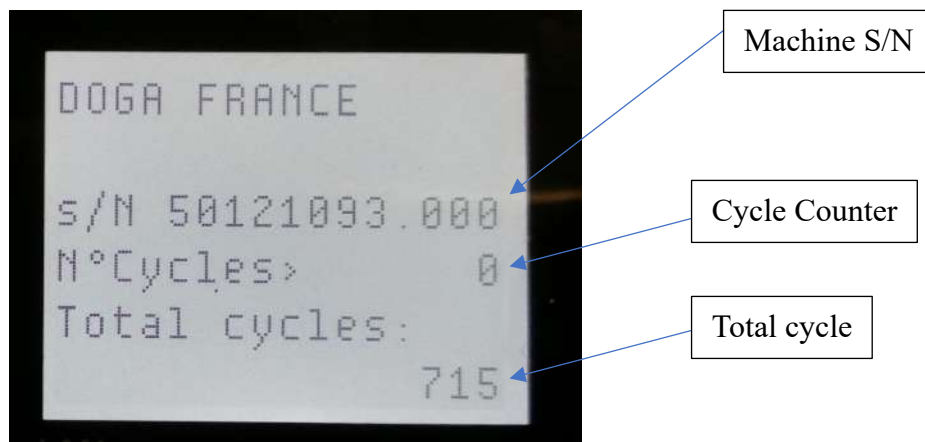 DOGA FRANCE
s/N 50121093.000
N°Cycles> 0
Total cycles:
715
Machine S/N
Cycle Counter
Total cycle